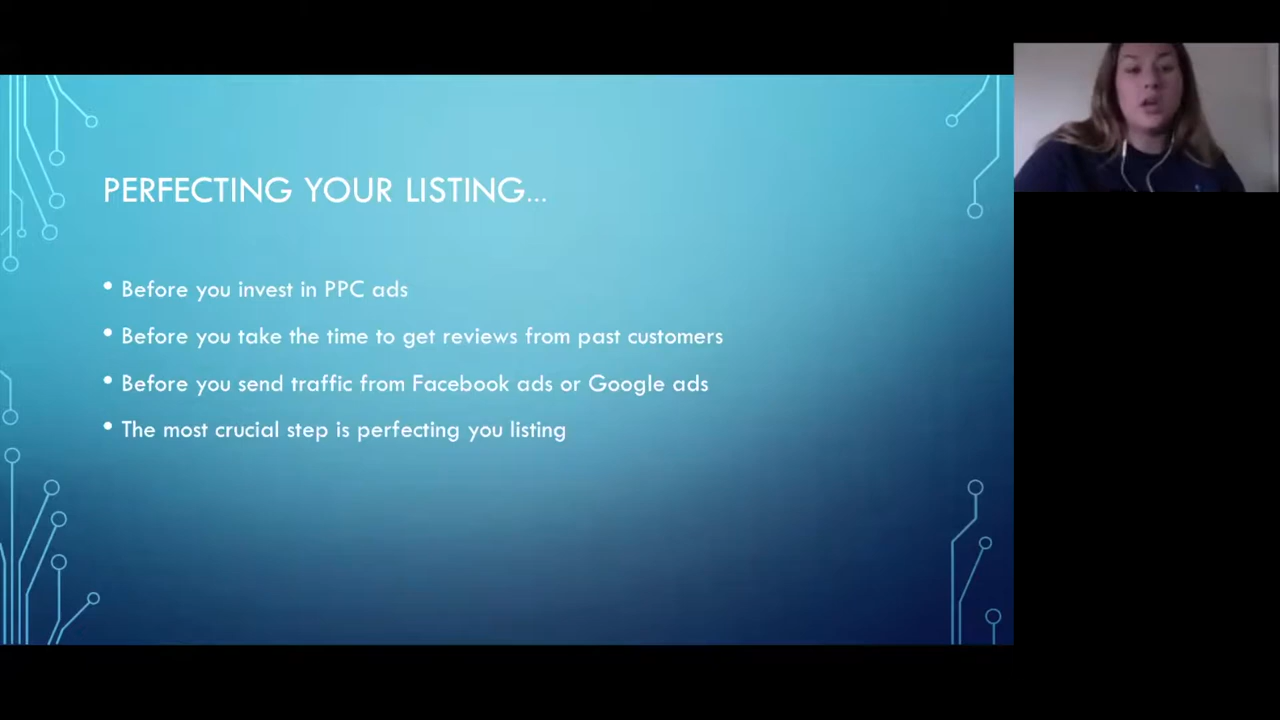 PERFECTING YOUR LISTING...
• Before you invest in PPC ads
• Before you take the time to get reviews from past customers
• Before you send traffic from Facebook ads or Google ads
• The most crucial step is perfecting you listing